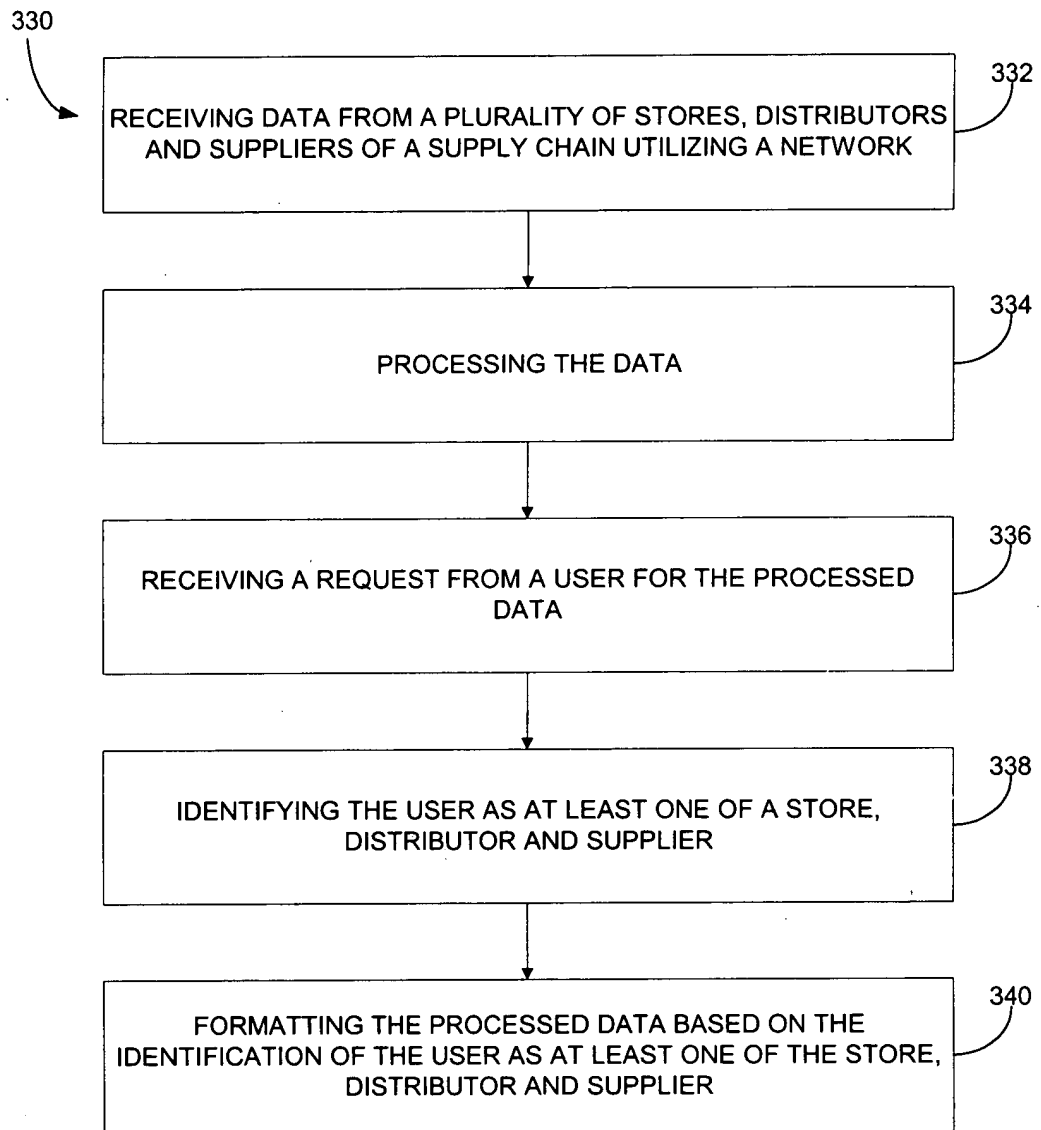 330
332
RECEIVING DATA FROM A PLURALITY OF STORES, DISTRIBUTORS
AND SUPPLIERS OF A SUPPLY CHAIN UTILIZING A NETWORK
334
PROCESSING THE DATA
336
RECEIVING A REQUEST FROM A USER FOR THE PROCESSED
DATA
338
IDENTIFYING THE USER AS AT LEAST ONE OF A STORE,
DISTRIBUTOR AND SUPPLIER
340
FORMATTING THE PROCESSED DATA BASED ON THE
IDENTIFICATION OF THE USER AS AT LEAST ONE OF THE STORE,
DISTRIBUTOR AND SUPPLIER